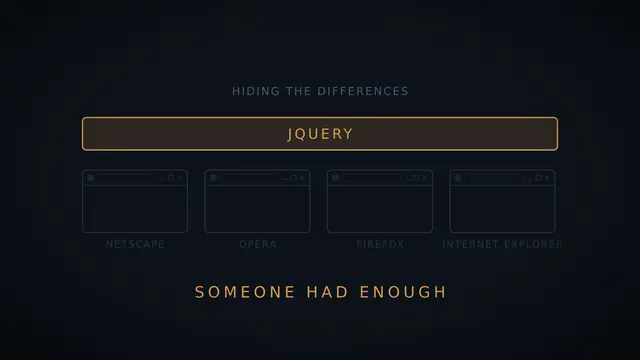 HIDING THE DIFFERENCES
JQUERY
NETSCAPE OPERA FIREFOX INTERNET EXPLORER
SOMEONE HAD ENOUGH